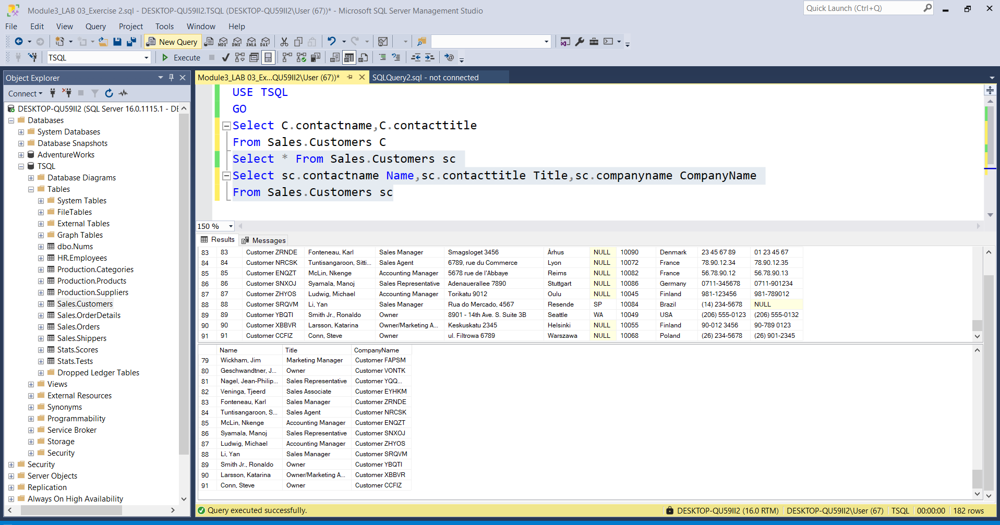 Module3_LAB 03_Exercise 2.sql - DESKTOP-QU59II2.TSQL (DESKTOP-QU59II2\User (67))* - Microsoft SQL Server Management Studio
Quick Launch (Ctrl+Q)
File Edit View Query Project Tools Window Help
New Query MDX DMX XMLA DAX
TSQL Execute
Object Explorer
Connect
DESKTOP-QU59II2 (SQL Server 16.0.1115.1 - DE
Databases
System Databases
Database Snapshots
AdventureWorks
TSQL
Database Diagrams
Tables
System Tables
FileTables
External Tables
Graph Tables
dbo.Nums
HR.Employees
Production.Categories
Production.Products
Production.Suppliers
Sales.Customers
Sales.OrderDetails
Sales.Orders
Sales.Shippers
Stats.Scores
Stats.Tests
Dropped Ledger Tables
Views
External Resources
Synonyms
Programmability
Service Broker
Storage
Security
Security
Server Objects
Replication
Always On High Availability
Module3_LAB 03_Ex...QU59II2\User (67))* SQLQuery2.sql - not connected
USE TSQL
GO
Select C.contactname,C.contacttitle
From Sales.Customers C
Select * From Sales.Customers sc
Select sc.contactname Name,sc.contacttitle Title,sc.companyname CompanyName
From Sales.Customers sc
150 %
Results Messages
83 83 Customer ZRNDE Fonteneau, Karl Sales Manager Smagsloget 3456 Århus NULL 10090 Denmark 23 45 67 89 01 23 45 67
84 84 Customer NRCSK Tuntisangaroon, Sitti... Sales Agent 6789, rue du Commerce Lyon NULL 10072 France 78.90.12.34 78.90.12.35
85 85 Customer ENQZT McLin, Nkenge Accounting Manager 5678 rue de l'Abbaye Reims NULL 10082 France 56.78.90.12 56.78.90.13
86 86 Customer SNXOJ Syamala, Manoj Sales Representative Adenauerallee 7890 Stuttgart NULL 10086 Germany 0711-345678 0711-901234
87 87 Customer ZHYOS Ludwig, Michael Accounting Manager Torikatu 9012 Oulu NULL 10045 Finland 981-123456 981-789012
88 88 Customer SRQVM Li, Yan Sales Manager Rua do Mercado, 4567 Resende SP 10084 Brazil (14) 234-5678 NULL
89 89 Customer YBQTI Smith Jr., Ronaldo Owner 8901 - 14th Ave. S. Suite 3B Seattle WA 10049 USA (206) 555-0123 (206) 555-0132
90 90 Customer XBBVR Larsson, Katarina Owner/Marketing A... Keskuskatu 2345 Helsinki NULL 10055 Finland 90-012 3456 90-789 0123
91 91 Customer CCFIZ Conn, Steve Owner ul. Filtrowa 6789 Warszawa NULL 10068 Poland (26) 234-5678 (26) 901-2345
Name Title CompanyName
79 Wickham, Jim Marketing Manager Customer FAPSM
80 Geschwandtner, J... Owner Customer VONTK
81 Nagel, Jean-Philip... Sales Representative Customer YQQ...
82 Veninga, Tjeerd Sales Associate Customer EYHKM
83 Fonteneau, Karl Sales Manager Customer ZRNDE
84 Tuntisangaroon, S... Sales Agent Customer NRCSK
85 McLin, Nkenge Accounting Manager Customer ENQZT
86 Syamala, Manoj Sales Representative Customer SNXOJ
87 Ludwig, Michael Accounting Manager Customer ZHYOS
88 Li, Yan Sales Manager Customer SRQVM
89 Smith Jr., Ronaldo Owner Customer YBQTI
90 Larsson, Katarina Owner/Marketing A... Customer XBBVR
91 Conn, Steve Owner Customer CCFIZ
Query executed successfully. DESKTOP-QU59II2 (16.0 RTM) DESKTOP-QU59II2\User (67) TSQL 00:00:00 182 rows